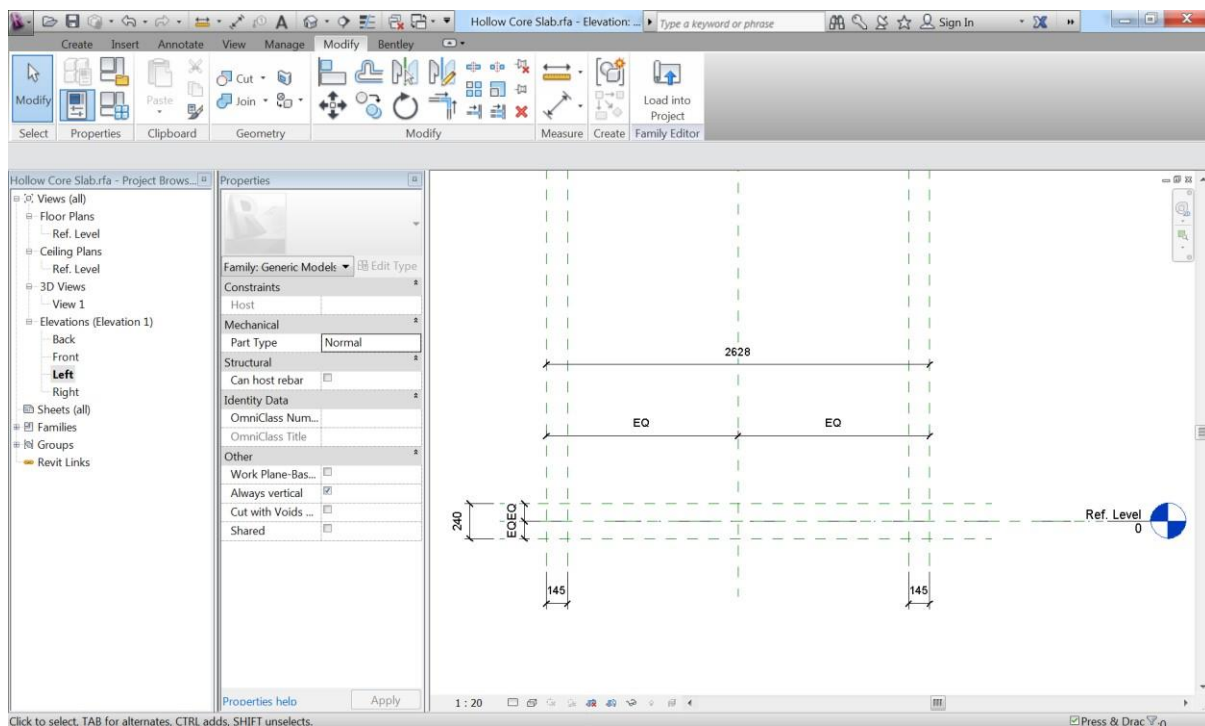 Hollow Core Slab.rfa - Elevation: ...
Type a keyword or phrase
Sign In
Create Insert Annotate View Manage Modify Bentley
Modify
Paste
Cut
Join
Load into
Project
Select Properties Clipboard Geometry Modify Measure Create Family Editor
Hollow Core Slab.rfa - Project Brows...
Views (all)
Floor Plans
Ref. Level
Ceiling Plans
Ref. Level
3D Views
View 1
Elevations (Elevation 1)
Back
Front
Left
Right
Sheets (all)
Families
Groups
Revit Links
Properties
Family: Generic Models
Edit Type
Constraints
Host
Mechanical
Part Type Normal
Structural
Can host rebar
Identity Data
OmniClass Num...
OmniClass Title
Other
Work Plane-Bas...
Always vertical
Cut with Voids ...
Shared
Properties help
Apply
2628
EQ EQ
240
EQEQ
Ref. Level
0
145 145
1 : 20
Click to select, TAB for alternates, CTRL adds, SHIFT unselects.
Press & Drag
:0